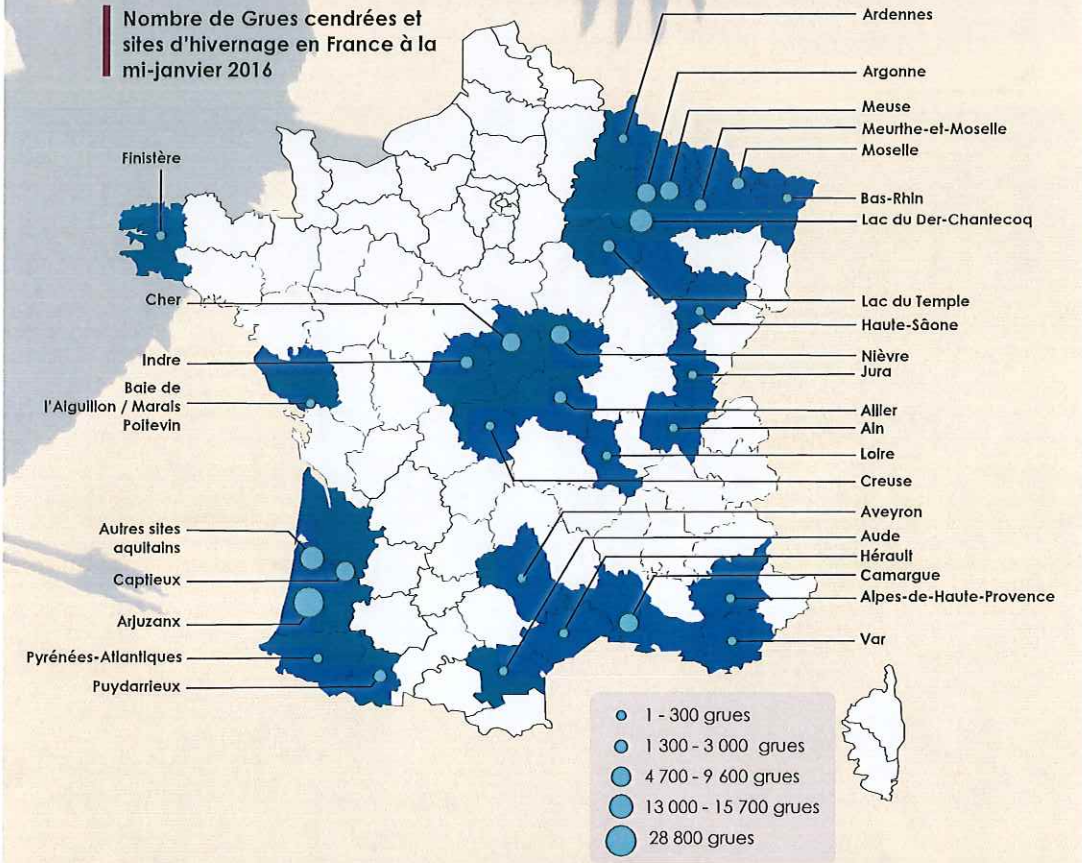 Nombre de Grues cendrées et
sites d'hivernage en France à la
mi-janvier 2016
Ardennes
Argonne
Meuse
Meurthe-et-Moselle
Moselle
Bas-Rhin
Lac du Der-Chantecoq
Lac du Temple
Haute-Sâone
Nièvre
Jura
Allier
Ain
Loire
Creuse
Aveyron
Aude
Hérault
Camargue
Alpes-de-Haute-Provence
Var
Finistère
Cher
Indre
Baie de
l'Aiguillon / Marais
Poitevin
Autres sites
aquitains
Captieux
Arjuzanx
Pyrénées-Atlantiques
Puydarrieux
1 - 300 grues
1 300 - 3 000 grues
4 700 - 9 600 grues
13 000 - 15 700 grues
28 800 grues